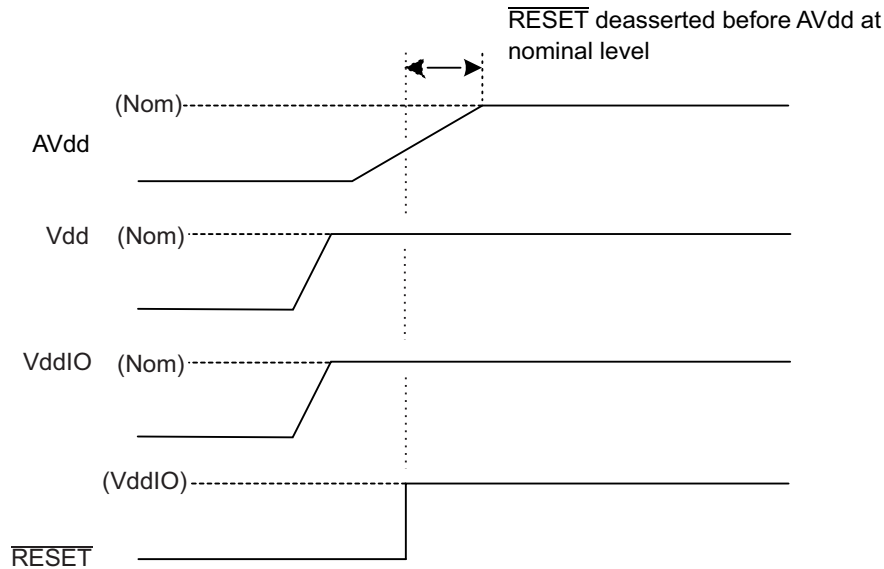 RESET deasserted before AVdd at
nominal level
(Nom)
AVdd
Vdd (Nom)
VddIO (Nom)
(VddIO)
RESET